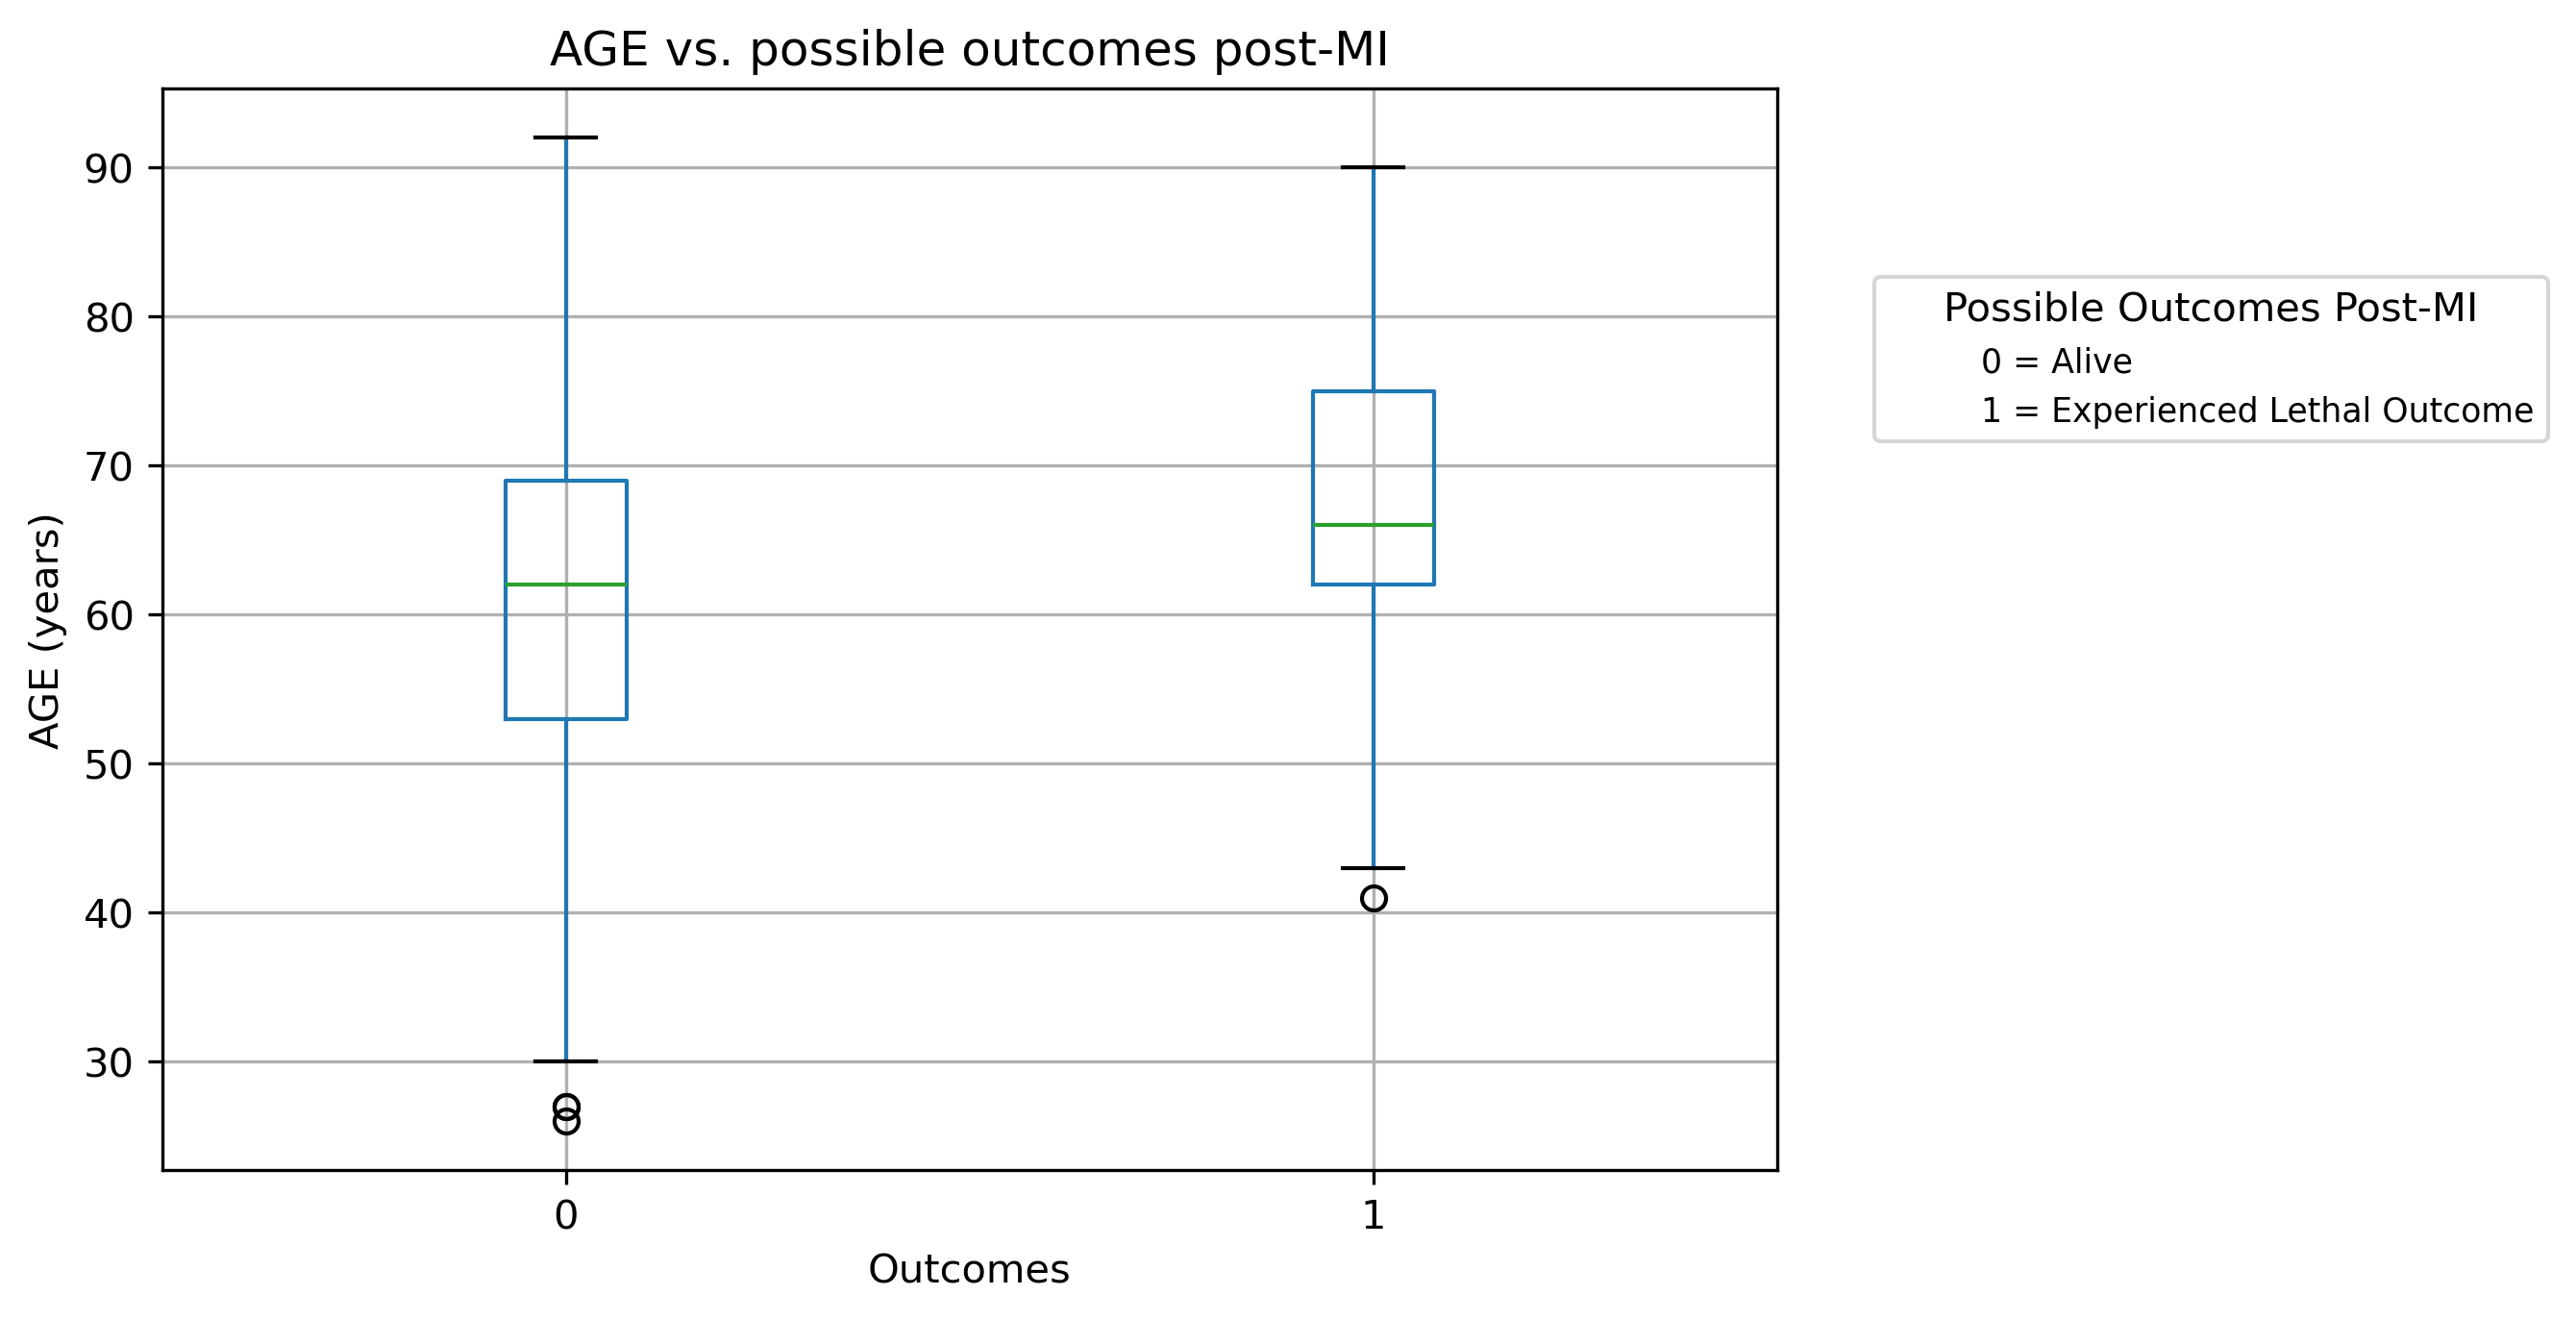 AGE vs. possible outcomes post-MI
AGE (years)
90
80
70
60
50
40
30
0
1
Outcomes
Possible Outcomes Post-MI
0 = Alive
1 = Experienced Lethal Outcome